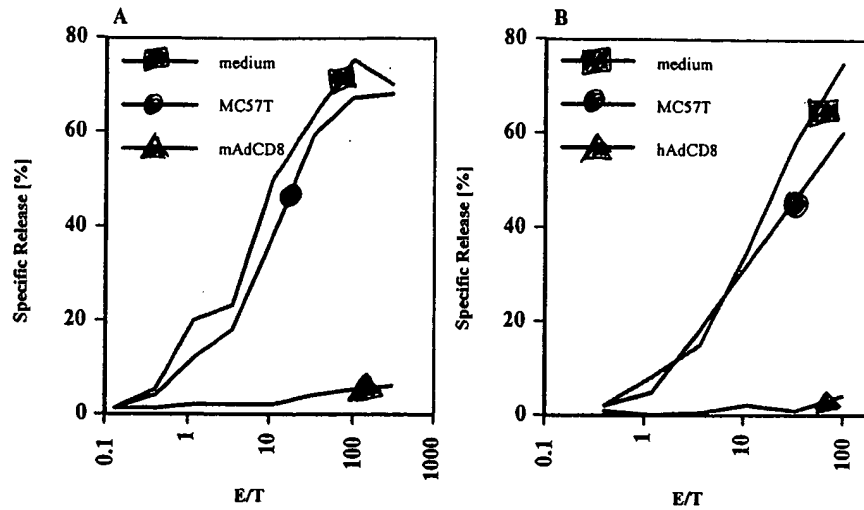 A
Specific Release [%]
80
60
40
20
0
medium
MC57T
mAdCD8
0.1
1
10
100
1000
E/T
B
Specific Release [%]
80
60
40
20
0
medium
MC57T
hAdCD8
0.1
1
10
100
E/T